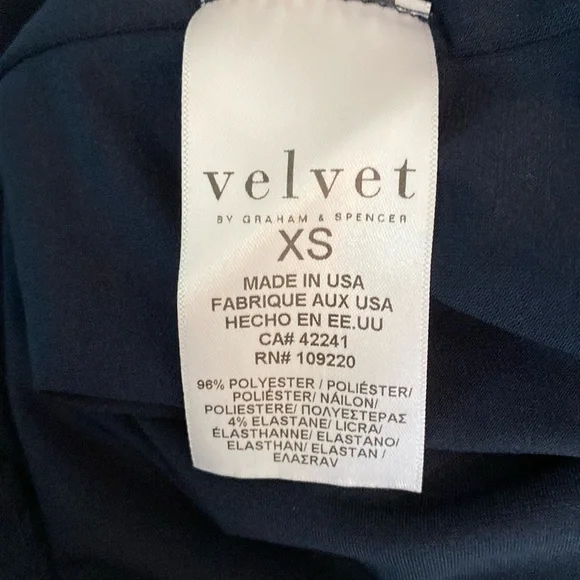 velvet
BY GRAHAM & SPENCER
XS
MADE IN USA
FABRIQUE AUX USA
HECHO EN EE.UU
CA# 42241
RN# 109220
96% POLYESTER/ POLIÉSTER/
POLIÉSTER/ NÁILON/
POLIESTERE/ ΠΟΛΥΕΣΤΕΡΑΣ
4% ELASTANE/ LICRA/
ÉLASTHANNE/ ELASTANO/
ELASTHAN/ ELASTAN /
ΕΛΑΣΤΑV